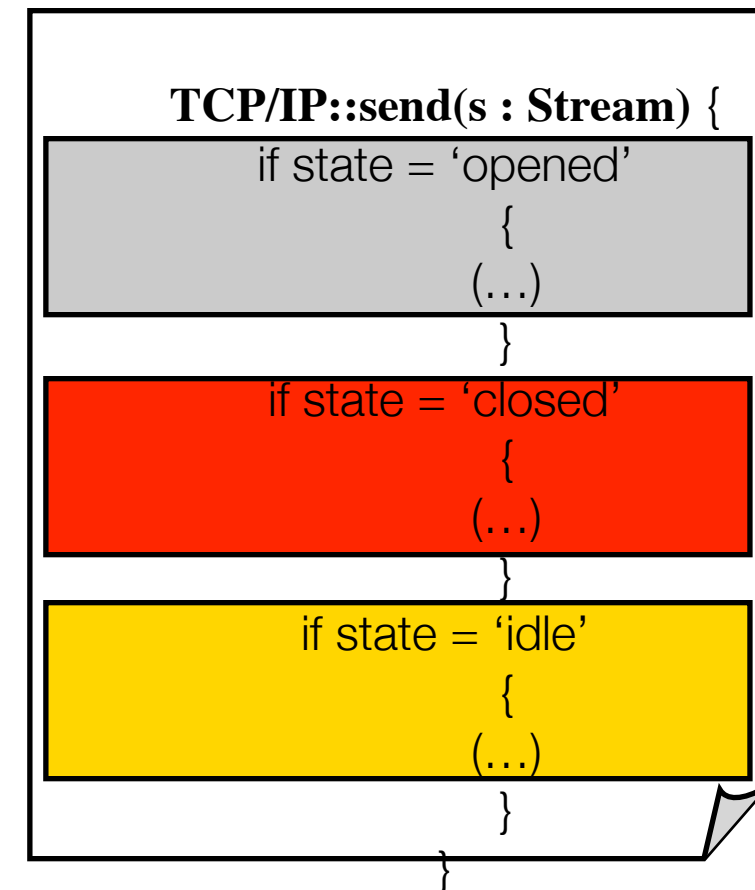 TCP/IP::send(s : Stream) {
if state = ‘opened’
{
(…)
}
if state = ‘closed’
{
(…)
}
if state = ‘idle’
{
(…)
}
}